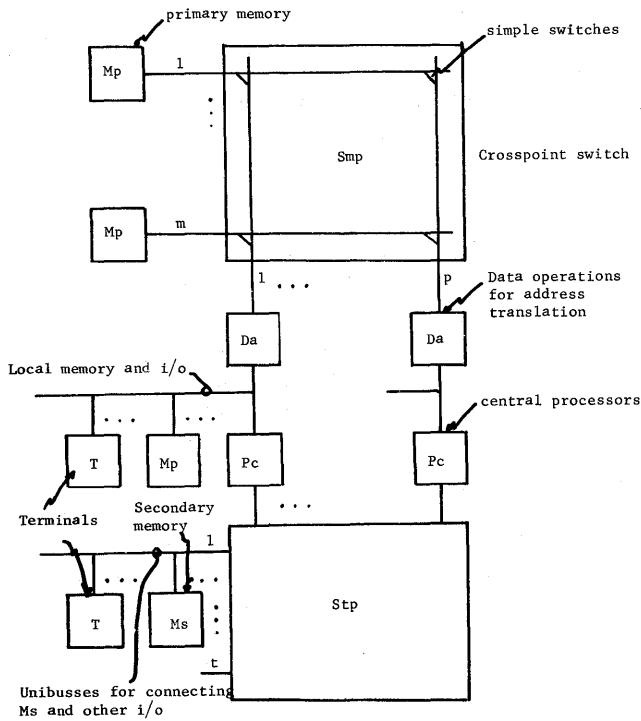 primary memory
simple switches
Mp
1
Smp
Crosspoint switch
Mp
m
1
p
Data operations
for address
translation
Da
Da
Local memory and i/o
central processors
T
Mp
Pc
Pc
Terminals
Secondary
memory
1
T
Ms
Stp
t
Unibusses for connecting
Ms and other i/o